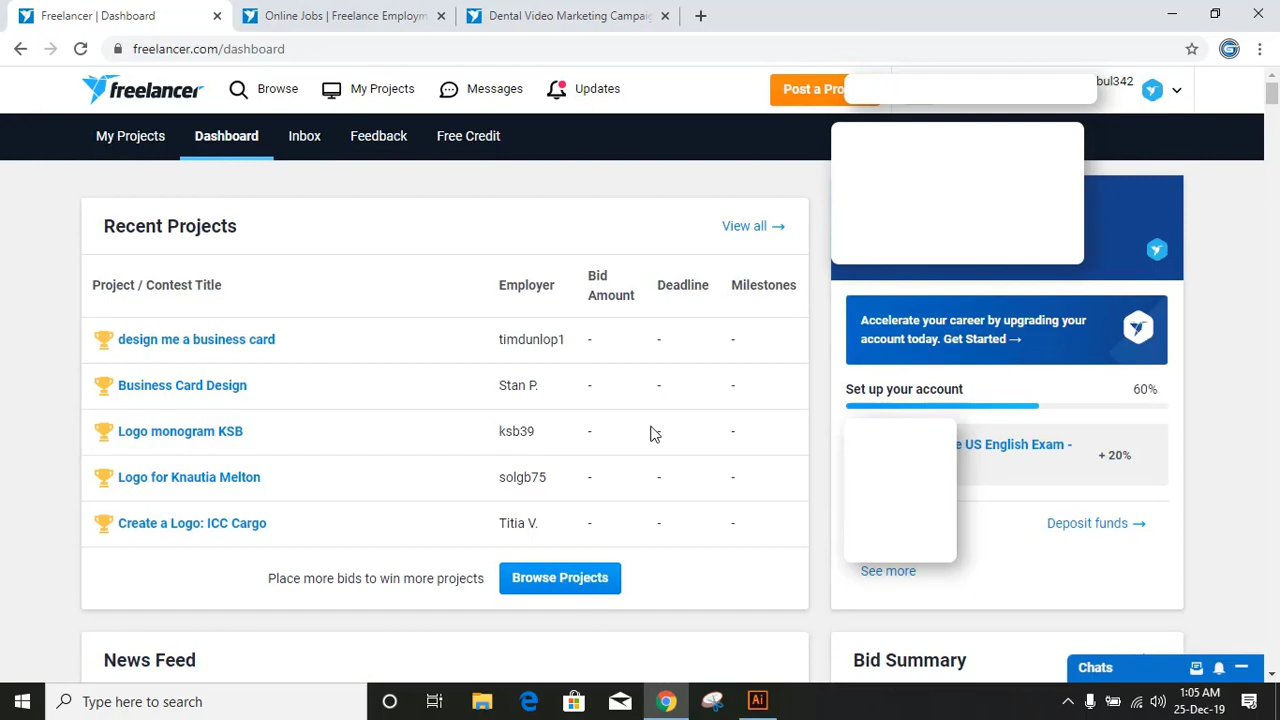 Freelancer | Dashboard
Online Jobs | Freelance Employm
Dental Video Marketing Campaig
freelancer.com/dashboard
freelancer
Browse
My Projects
Messages
Updates
Post a Pro
bul342
My Projects
Dashboard
Inbox
Feedback
Free Credit
Recent Projects
View all →
Project / Contest Title
Employer
Bid Amount
Deadline
Milestones
design me a business card
timdunlop1
-
-
-
Business Card Design
Stan P.
-
-
-
Logo monogram KSB
ksb39
-
-
-
Logo for Knautia Melton
solgb75
-
-
-
Create a Logo: ICC Cargo
Titia V.
-
-
-
Place more bids to win more projects
Browse Projects
Accelerate your career by upgrading your
account today. Get Started →
Set up your account
60%
e US English Exam -
+ 20%
Deposit funds →
See more
News Feed
Bid Summary
Chats
Type here to search
Ai
1:05 AM
25-Dec-19